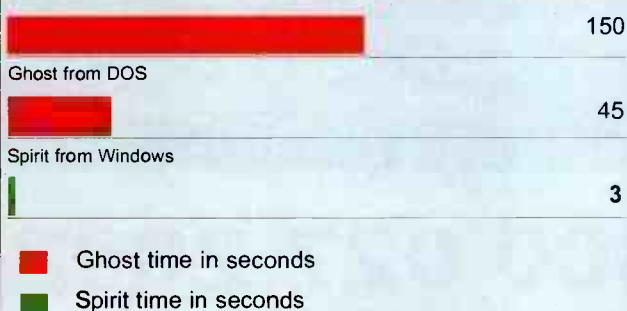 150
Ghost from DOS
45
Spirit from Windows
3
Ghost time in seconds
Spirit time in seconds